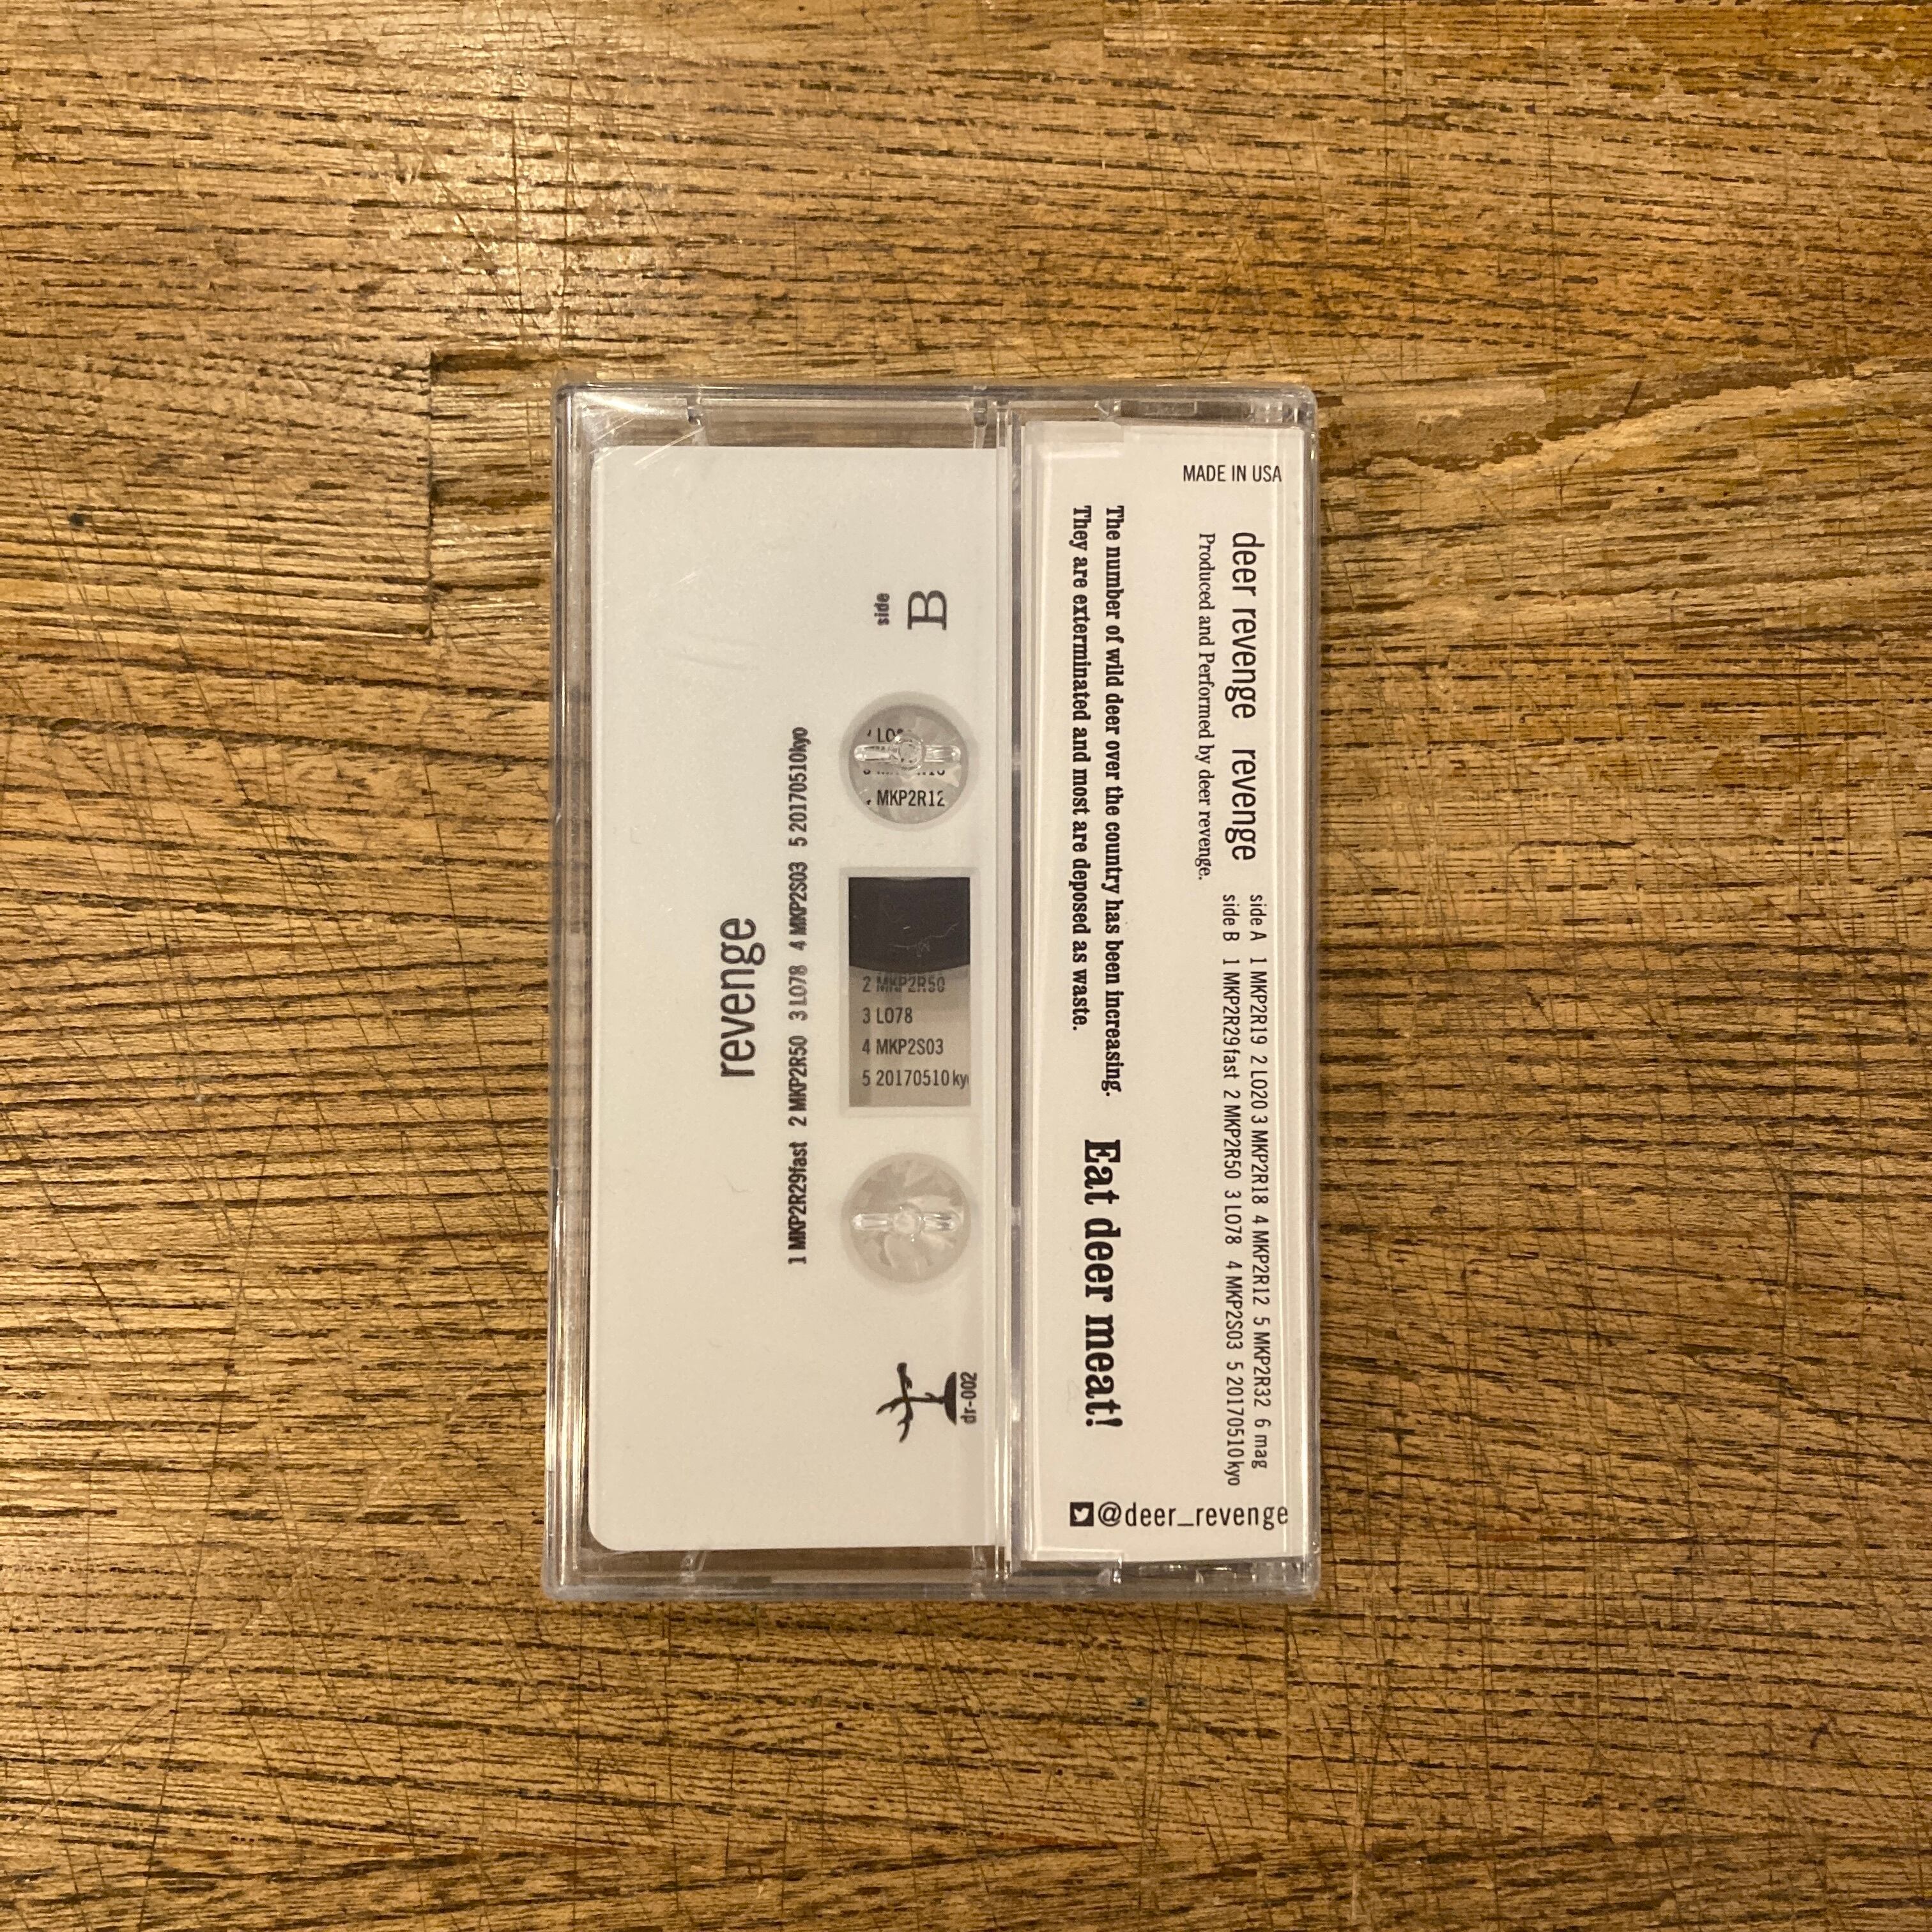 MADE IN USA
deer revenge revenge
Produced and Performed by deer revenge.
side A 1 MKP2R19 2 LO20 3 MKP2R18 4 MKP2R12 5 MKP2R32 6 mag
side B 1 MKP2R29fast 2 MKP2R50 3 LO78 4 MKP2S03 5 20170510kyo
The number of wild deer over the country has been increasing.
They are exterminated and most are deposed as waste.
Eat deer meat!
@deer_revenge
side
B
MKP2R12
2 MKP2R50
3 LO78
4 MKP2S03
5 20170510
dr-002
1 MKP2R29fast 2 MKP2R50 3 LO78 4 MKP2S03 5 20170510kyo
revenge